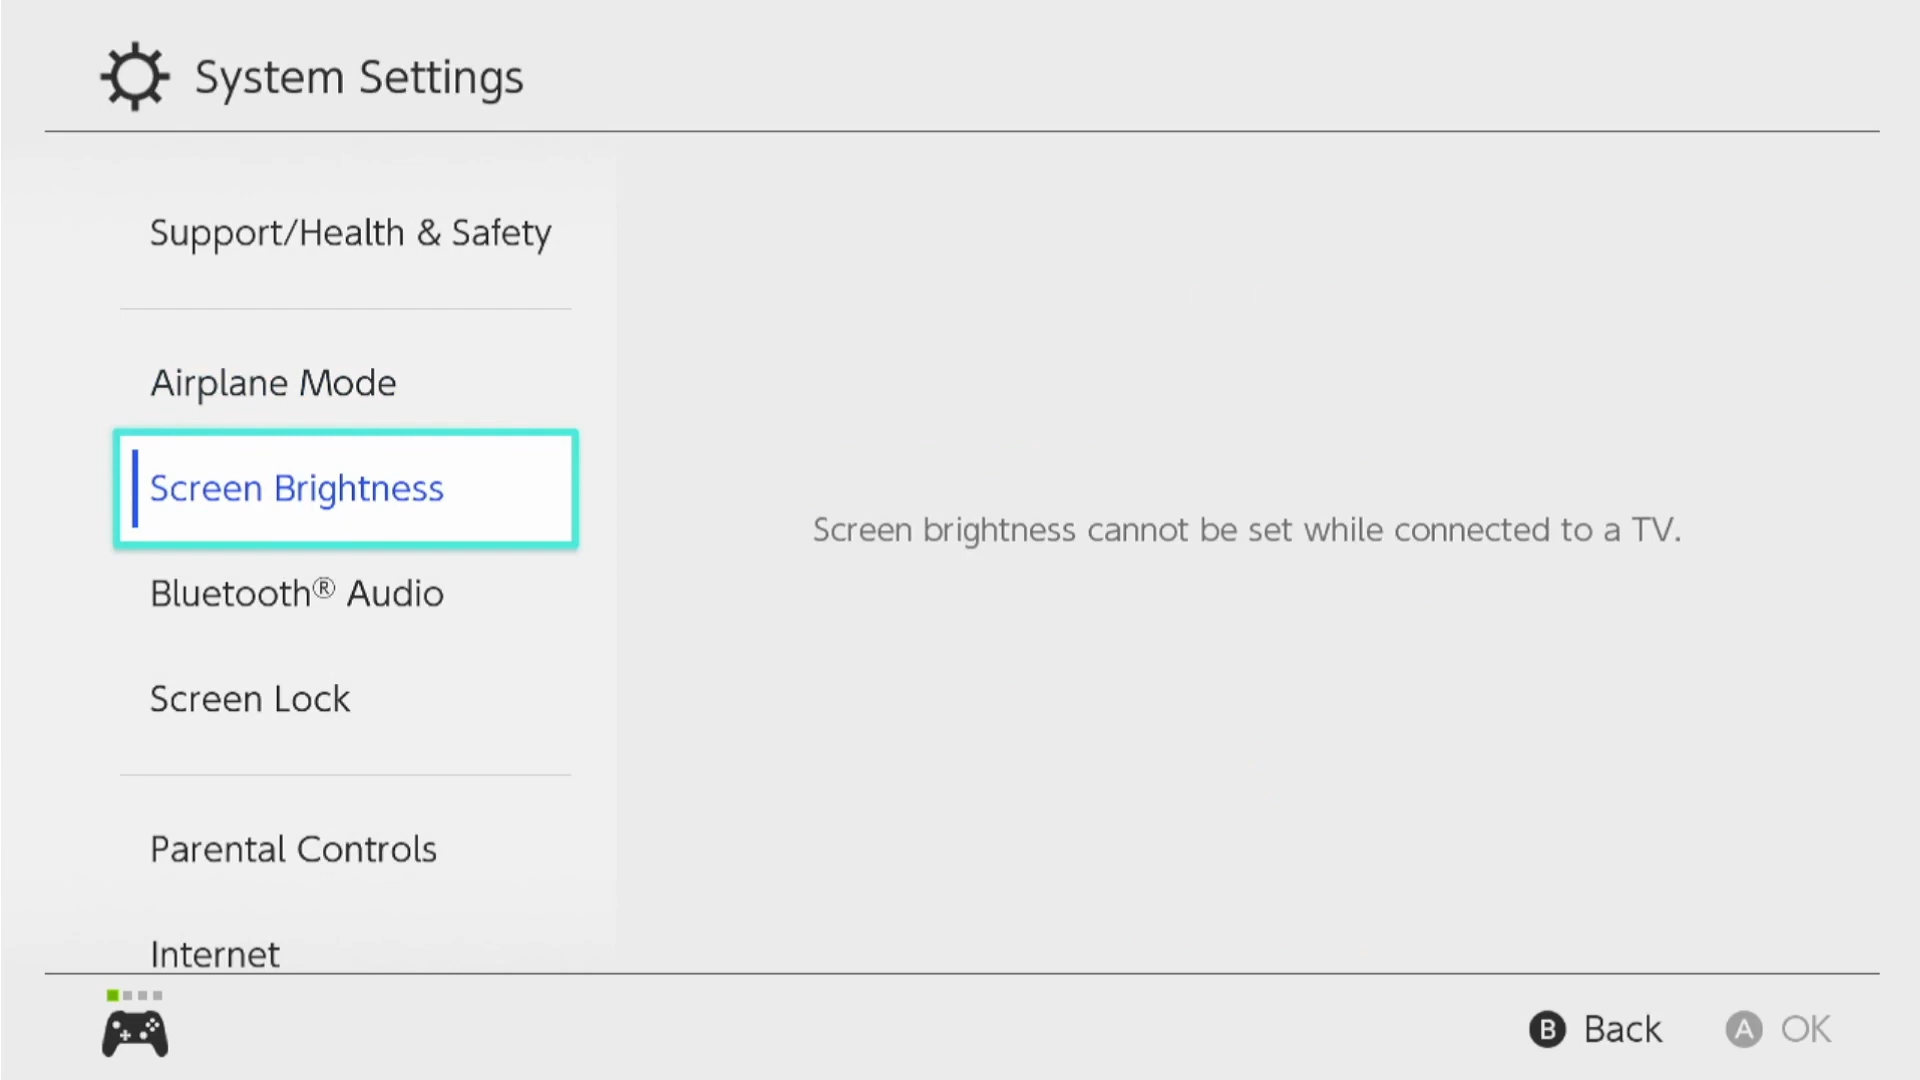 System Settings
Support/Health & Safety
Airplane Mode
Screen Brightness
Bluetooth® Audio
Screen Lock
Parental Controls
Internet
Screen brightness cannot be set while connected to a TV.
B Back A OK